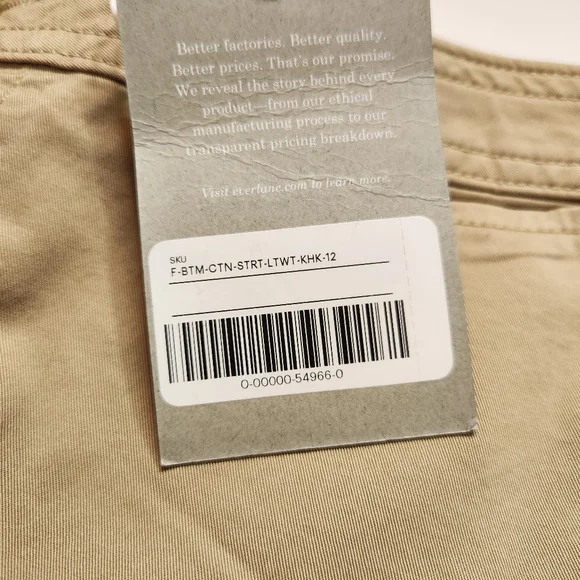 Better factories. Better quality.
Better prices. That's our promise.
We reveal the story behind every
product—from our ethical
manufacturing process to our
transparent pricing breakdown.
Visit everlane.com to learn more.
SKU
F-BTM-CTN-STRT-LTWT-KHK-12
0-00000-54966-0